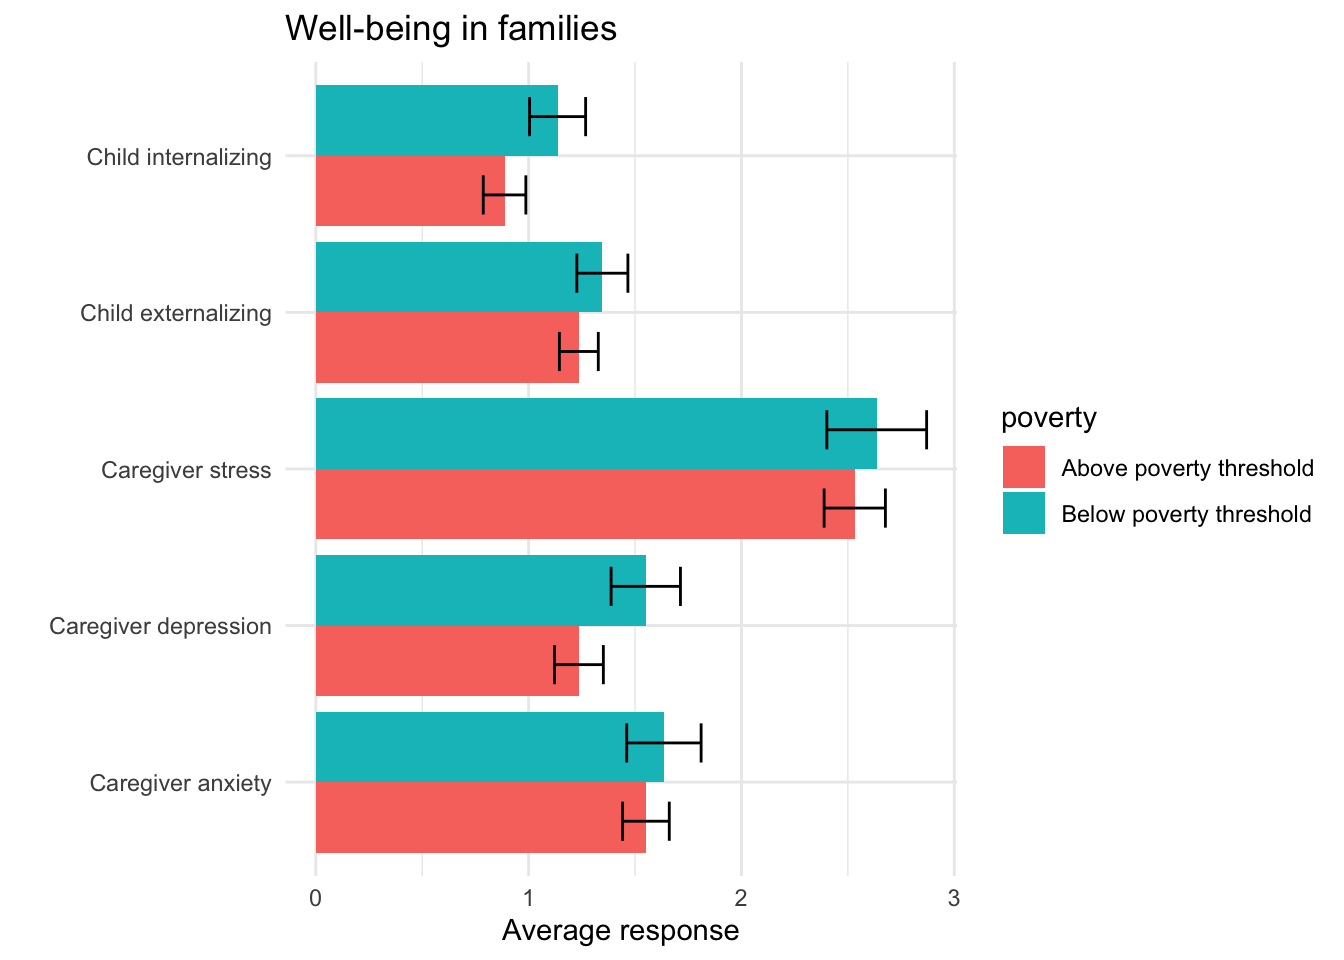 Well-being in families
Child internalizing
Child externalizing
Caregiver stress
Caregiver depression
Caregiver anxiety
0 1 2 3
Average response
poverty
Above poverty threshold
Below poverty threshold